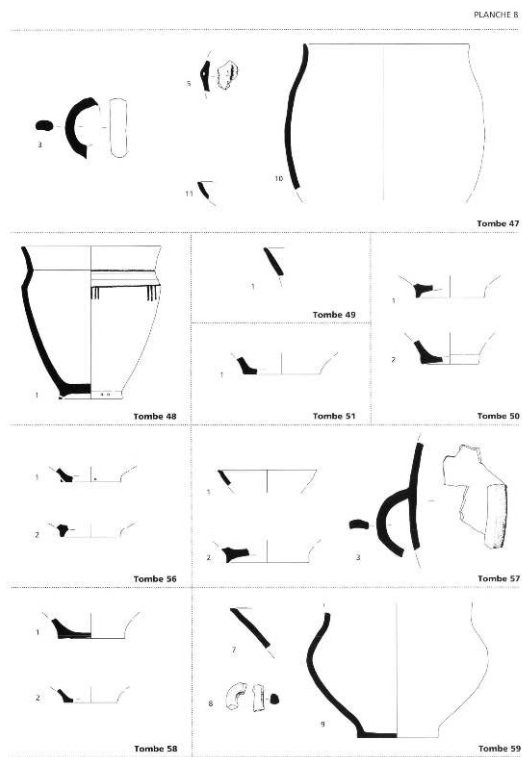 PLANCHE 8
3
5
11
10
Tombe 47
1
Tombe 48
1
Tombe 49
1
Tombe 51
1
2
Tombe 50
1
2
Tombe 56
1
2
3
Tombe 57
1
2
Tombe 58
7
8
9
Tombe 59